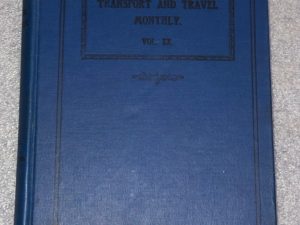 TRANSPORT AND TRAVEL
MONTHLY.
VOL. IX.